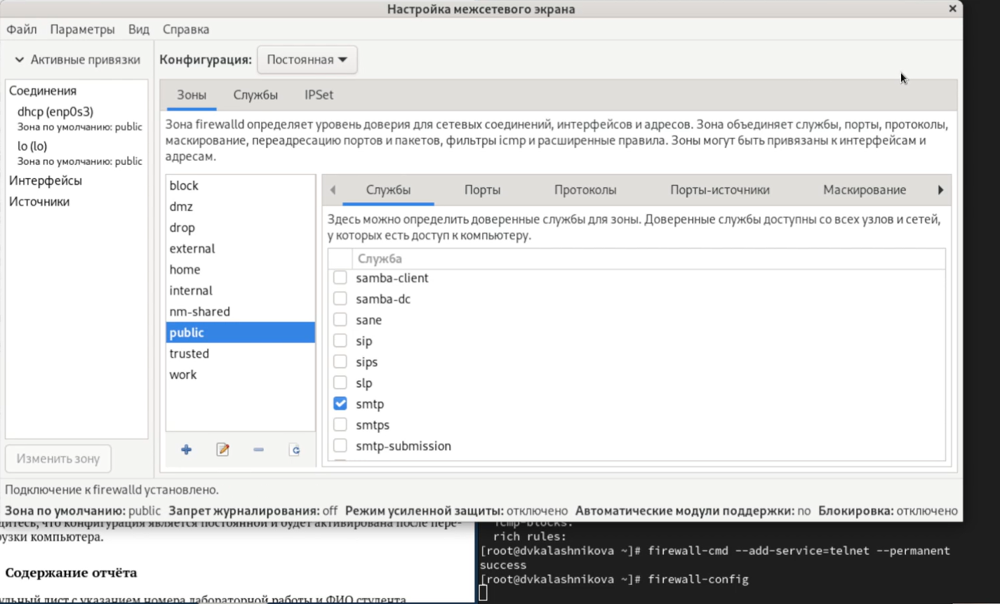 Настройка межсетевого экрана
Файл Параметры Вид Справка
Активные привязки
Соединения
dhcp (enp0s3)
Зона по умолчанию: public
lo (lo)
Зона по умолчанию: public
Интерфейсы
Источники
Изменить зону
Конфигурация: Постоянная
Зоны Службы IPSet
Зона firewalld определяет уровень доверия для сетевых соединений, интерфейсов и адресов. Зона объединяет службы, порты, протоколы,
маскирование, переадресацию портов и пакетов, фильтры icmp и расширенные правила. Зоны могут быть привязаны к интерфейсам и
адресам.
block
dmz
drop
external
home
internal
nm-shared
public
trusted
work
Службы Порты Протоколы Порты-источники Маскирование
Здесь можно определить доверенные службы для зоны. Доверенные службы доступны со всех узлов и сетей,
у которых есть доступ к компьютеру.
Служба
samba-client
samba-dc
sane
sip
sips
slp
smtp
smtps
smtp-submission
Подключение к firewalld установлено.
Зона по умолчанию: public Запрет журналирования: off Режим усиленной защиты: отключено Автоматические модули поддержки: no Блокировка: отключено
что конфигурация является постоянной и будет активирована после пере-
рузки компьютера.
Содержание отчёта
лист с указанием номера лабораторной работы и ФИО студента
icmp-blocks:
rich rules:
[root@dvkalashnikova ~]# firewall-cmd --add-service=telnet --permanent
success
[root@dvkalashnikova ~]# firewall-config